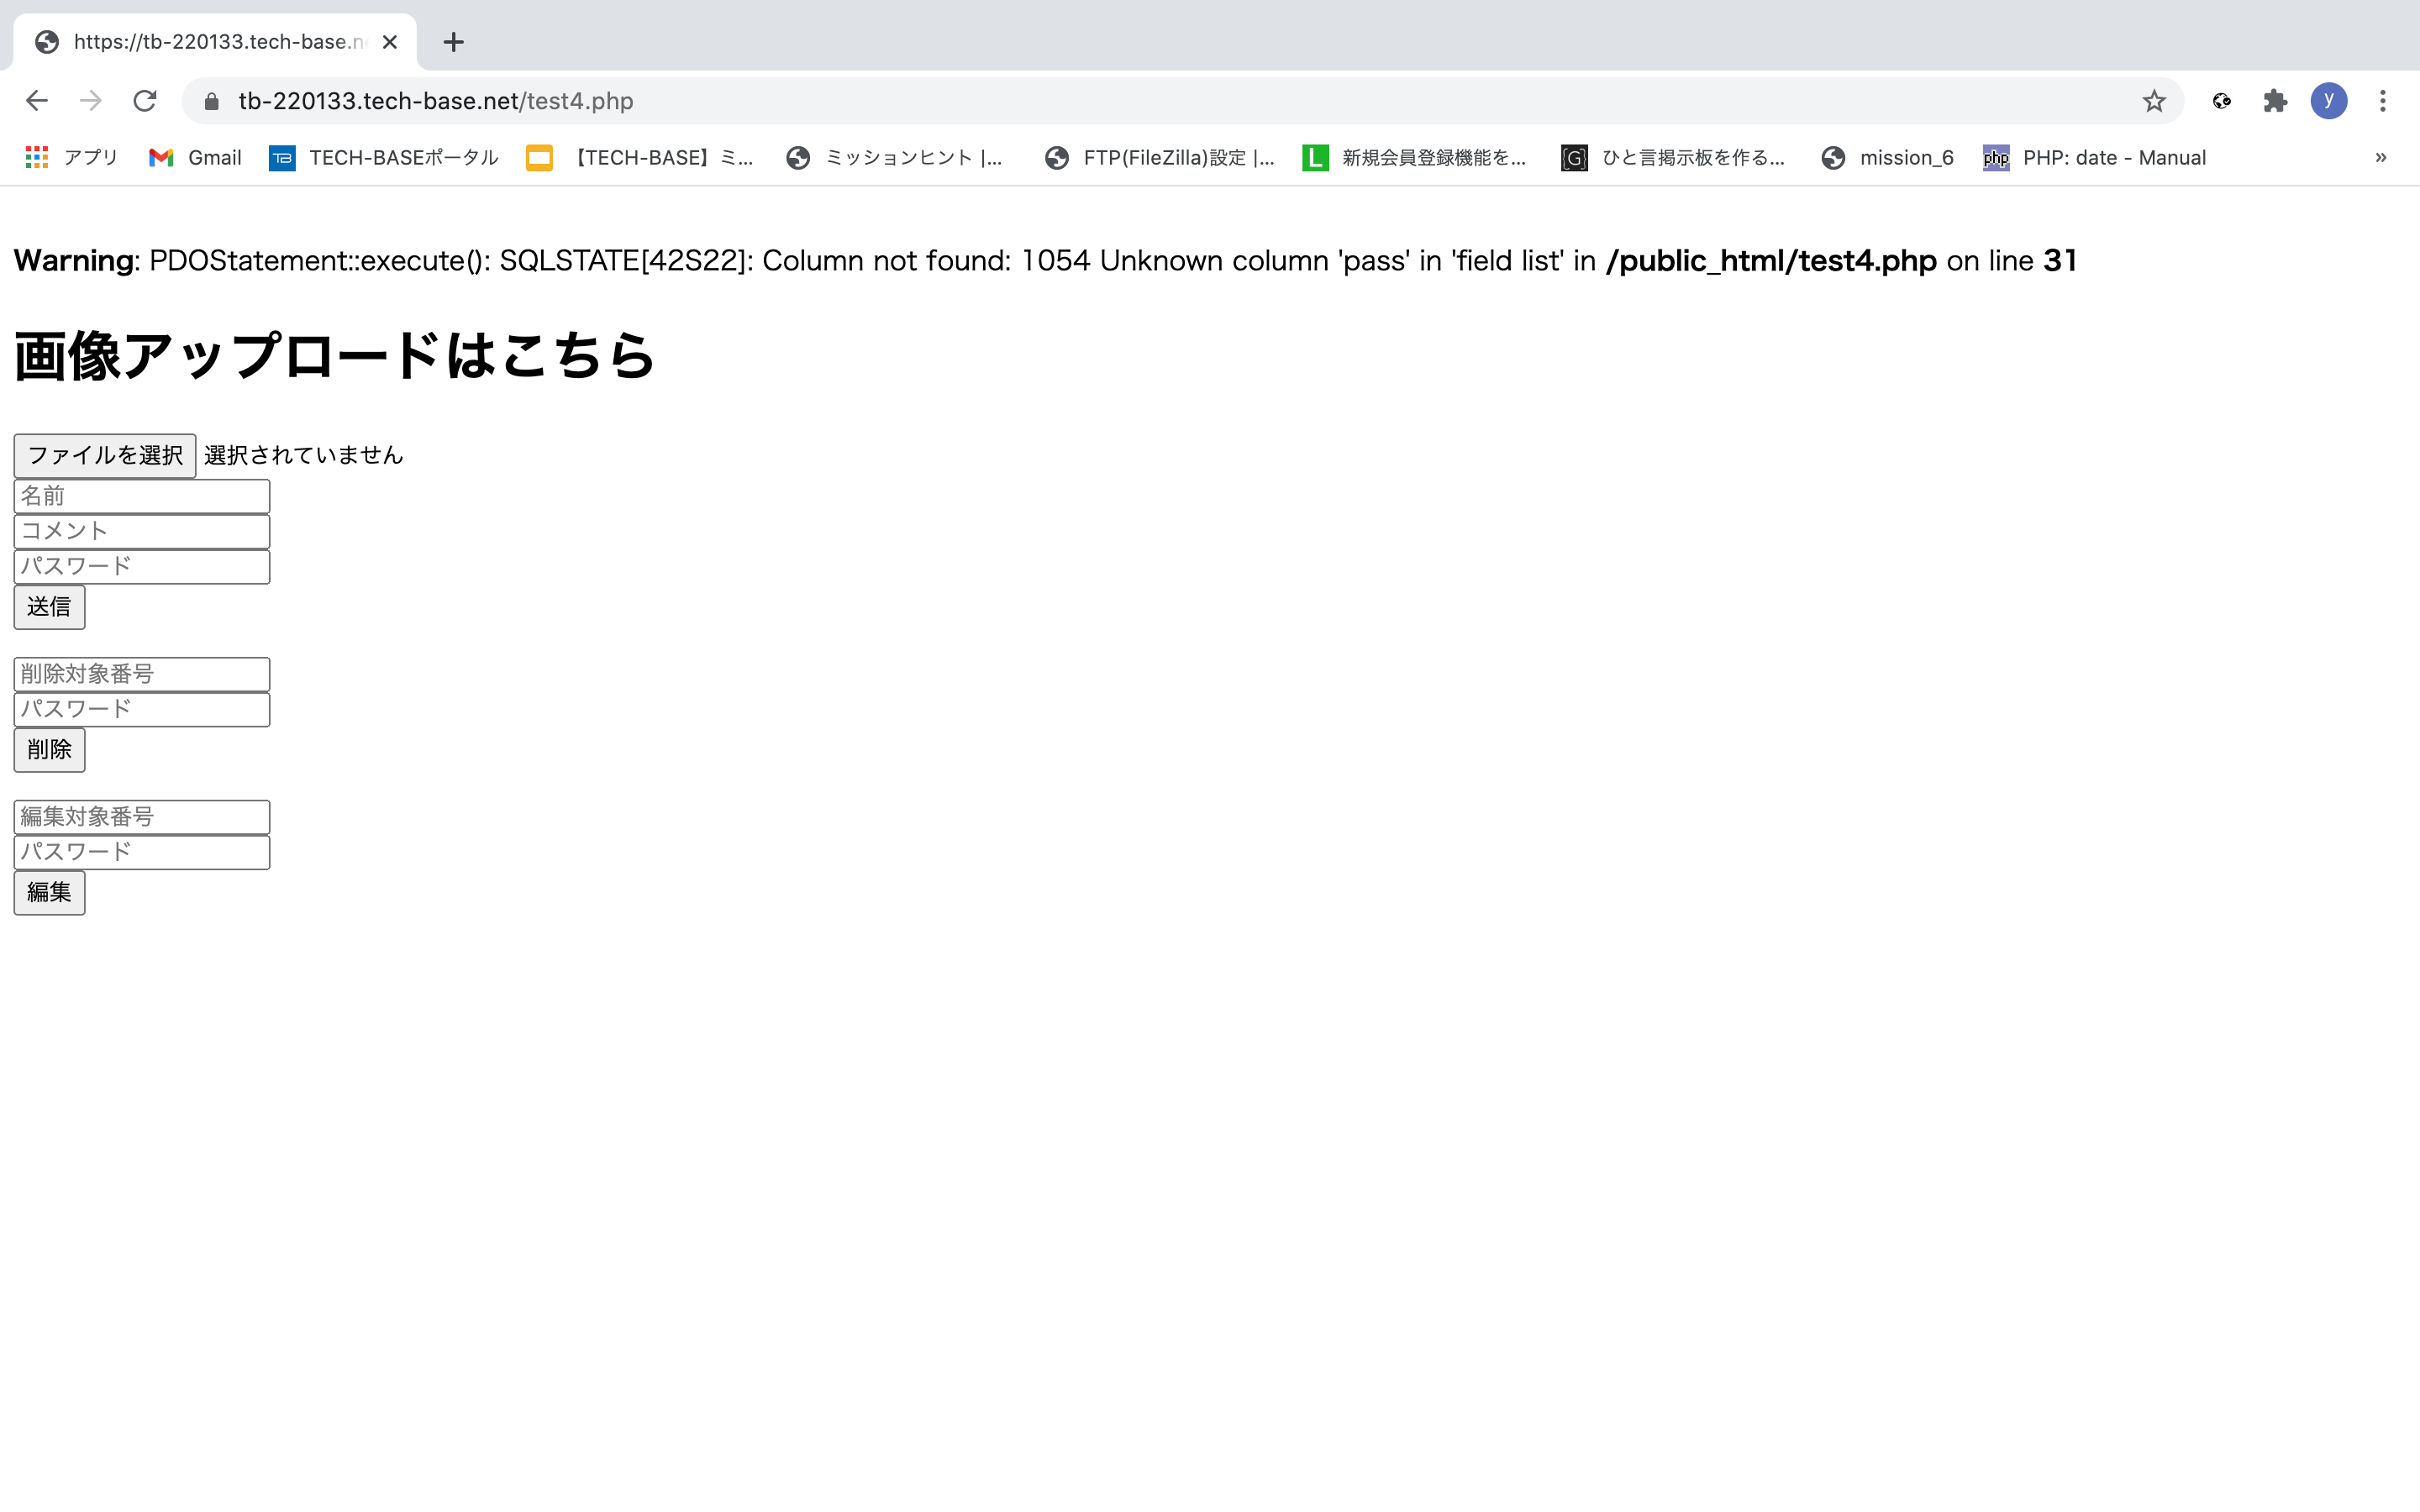 https://tb-220133.tech-base.n
tb-220133.tech-base.net/test4.php
y
アプリ Gmail TECH-BASEポータル 【TECH-BASE】ミ... ミッションヒント |... FTP(FileZilla)設定 |... 新規会員登録機能を... ひと言掲示板を作る... mission_6 PHP: date - Manual »
Warning: PDOStatement::execute(): SQLSTATE[42S22]: Column not found: 1054 Unknown column 'pass' in 'field list' in /public_html/test4.php on line 31
画像アップロードはこちら
ファイルを選択 選択されていません
名前
コメント
パスワード
送信
削除対象番号
パスワード
削除
編集対象番号
パスワード
編集